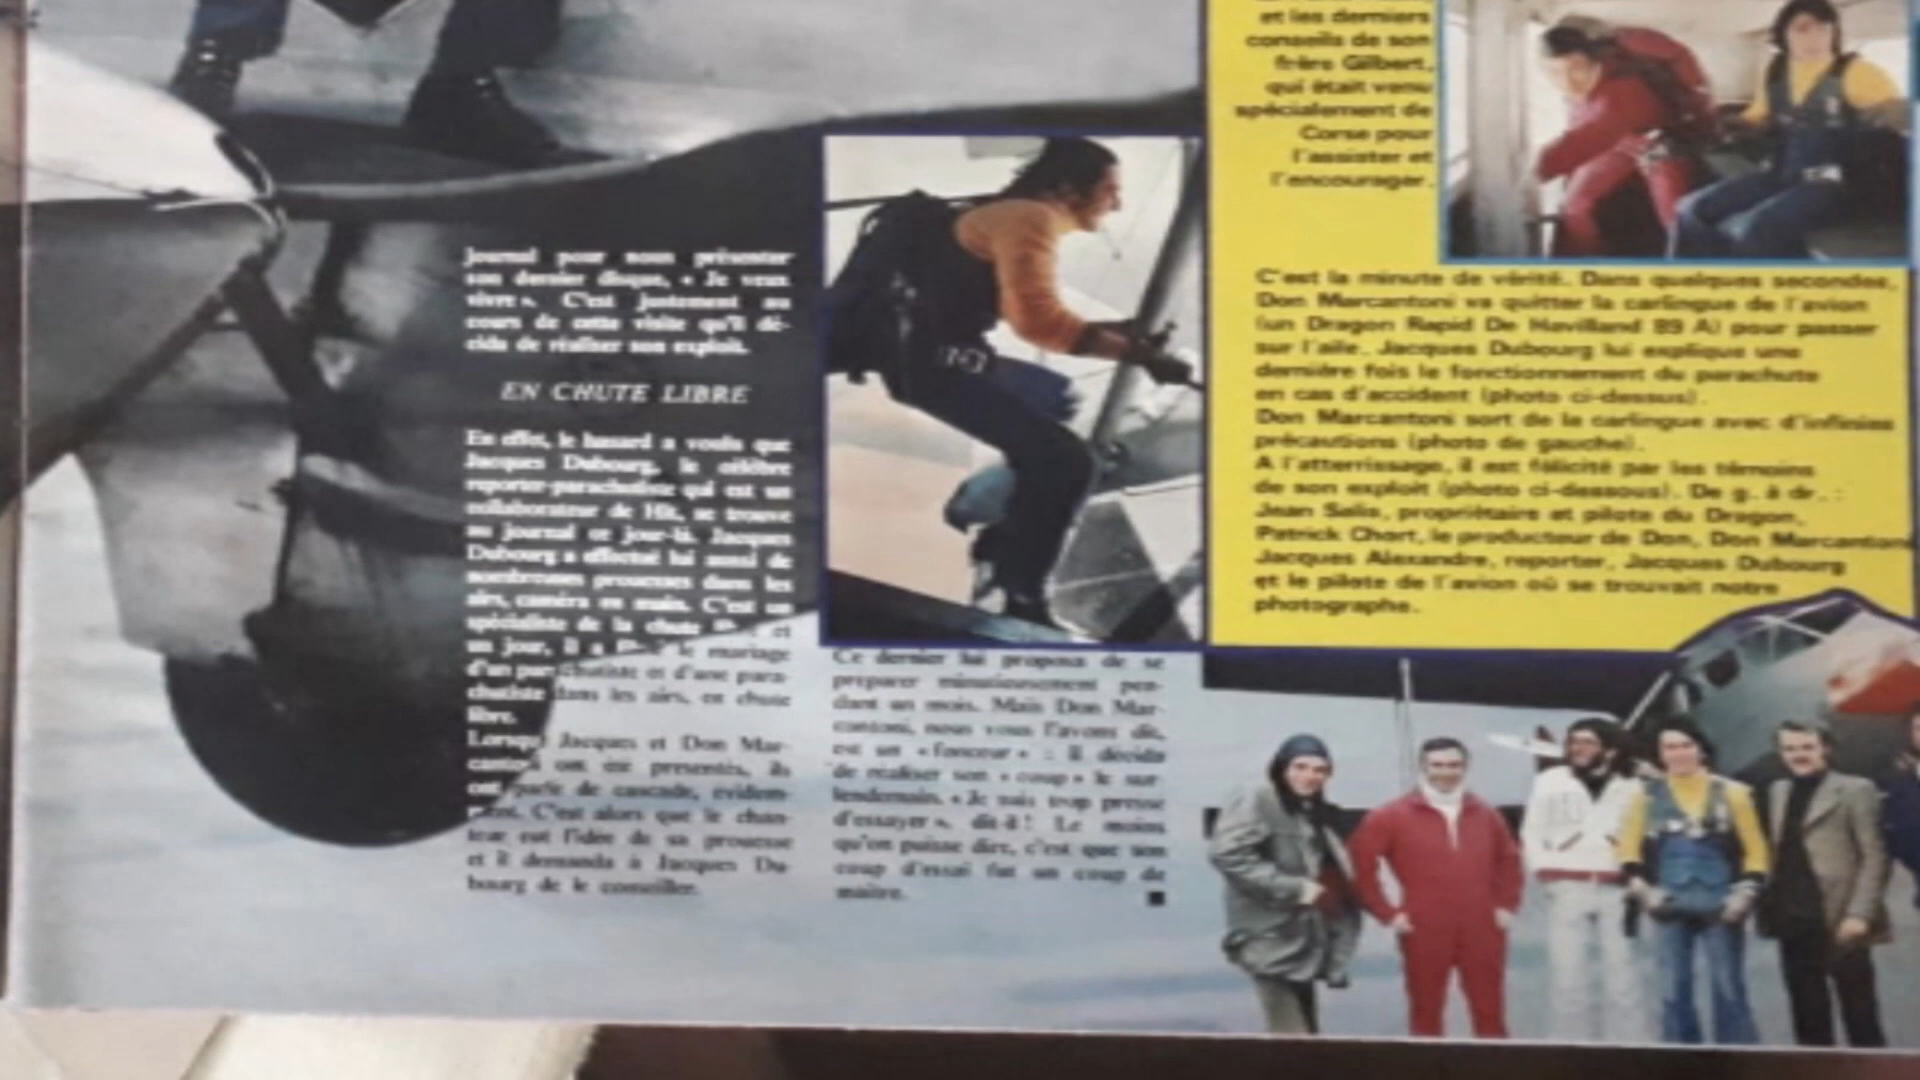 journal pour nous présenter
son dernier disque, « Je veux
vivre ». C'est justement au
cours de cette visite qu'il dé-
cida de réaliser son exploit.
EN CHUTE LIBRE
En effet, le hasard a voulu que
Jacques Dubourg, le célèbre
reporter-parachutiste qui est un
collaborateur de Hit, se trouve
au journal ce jour-là. Jacques
Dubourg a effectué lui aussi de
nombreuses prouesses dans les
airs, caméra en main. C'est un
spécialiste de la chute et
un jour, il a le mariage
d'un parachutiste et d'une para-
chutiste dans les airs, en chute
libre.
Lorsque Jacques et Don Mar-
cantoni ont été présentés, ils
ont parlé de cascade, évidem-
ment. C'est alors que le chan-
teur eut l'idée de sa prouesse
et il demanda à Jacques Du-
bourg de le conseiller.
Ce dernier lui proposa de se
préparer minutieusement pen-
dant un mois. Mais Don Mar-
cantoni, nous vous l'avons dit,
est un « fonceur » : il décida
de réaliser son « coup » le sur-
lendemain. « Je suis trop pressé
d'essayer », dit-il ! Le moins
qu'on puisse dire, c'est que son
coup d'essai fut un coup de
maître. ■
et les derniers
conseils de son
frère Gilbert,
qui était venu
spécialement de
Corse pour
l'assister et
l'encourager.
C'est la minute de vérité. Dans quelques secondes,
Don Marcantoni va quitter la carlingue de l'avion
(un Dragon Rapid De Havilland 89 A) pour passer
sur l'aile. Jacques Dubourg lui explique une
dernière fois le fonctionnement du parachute
en cas d'accident (photo ci-dessus).
Don Marcantoni sort de la carlingue avec d'infinies
précautions (photo de gauche).
A l'atterrissage, il est félicité par les témoins
de son exploit (photo ci-dessous). De g. à dr. :
Jean Salis, propriétaire et pilote du Dragon,
Patrick Chort, le producteur de Don, Don Marcantoni
Jacques Alexandre, reporter, Jacques Dubourg
et le pilote de l'avion où se trouvait notre
photographe.